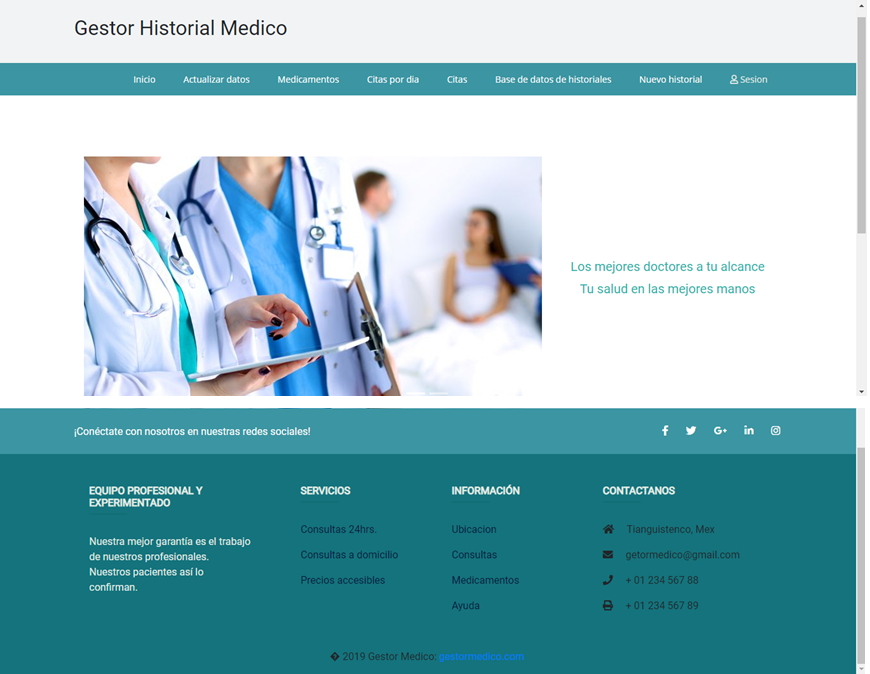 Gestor Historial Medico
Inicio Actualizar datos Medicamentos Citas por dia Citas Base de datos de historiales Nuevo historial Sesion
Los mejores doctores a tu alcance
Tu salud en las mejores manos
¡Conéctate con nosotros en nuestras redes sociales!
EQUIPO PROFESIONAL Y
EXPERIMENTADO
Nuestra mejor garantía es el trabajo
de nuestros profesionales.
Nuestros pacientes así lo
confirman.
SERVICIOS
Consultas 24hrs.
Consultas a domicilio
Precios accesibles
INFORMACIÓN
Ubicacion
Consultas
Medicamentos
Ayuda
CONTACTANOS
Tianguistenco, Mex
getormedico@gmail.com
+ 01 234 567 88
+ 01 234 567 89
� 2019 Gestor Medico: gestormedico.com